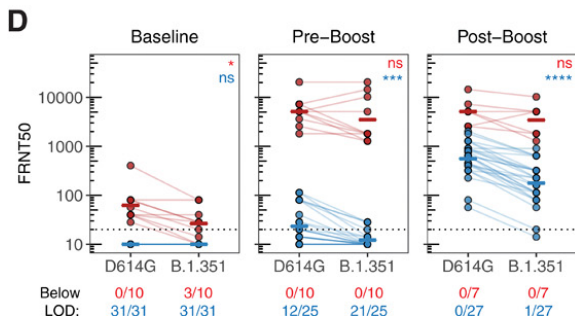 D
Baseline Pre-Boost Post-Boost
* ns ns
ns *** ****
FRNT50
10000
1000
100
10
D614G B.1.351 D614G B.1.351 D614G B.1.351
Below 0/10 3/10 0/10 0/10 0/7 0/7
LOD: 31/31 31/31 12/25 21/25 0/27 1/27